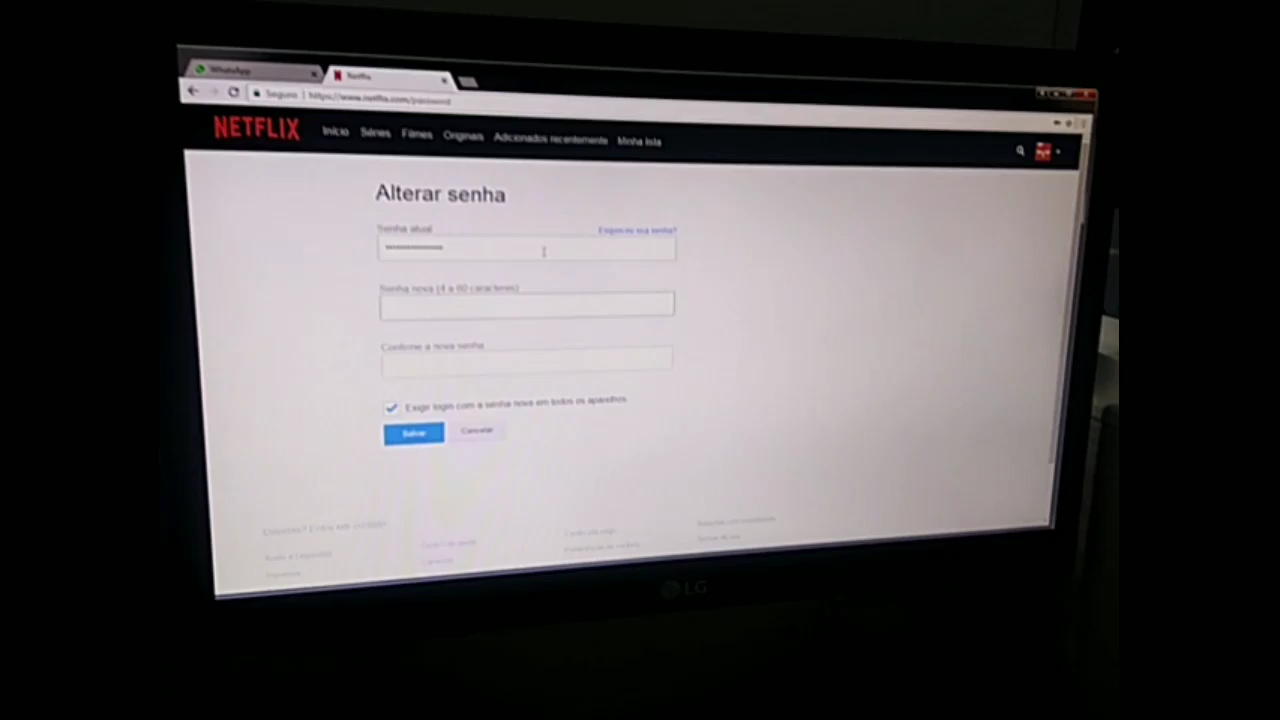 WhatsApp
Netflix
Seguro | https://www.netflix.com/password
NETFLIX Início Séries Filmes Originais Adicionados recentemente Minha lista
Alterar senha
Senha atual Esqueceu sua senha?
Senha nova (4 a 60 caracteres)
Confirme a nova senha
Exigir login com a senha nova em todos os aparelhos
Salvar Cancelar
LG